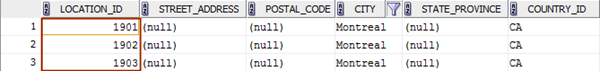 LOCATION_ID STREET_ADDRESS POSTAL_CODE CITY STATE_PROVINCE COUNTRY_ID
1 1901 (null) (null) Montreal (null) CA
2 1902 (null) (null) Montreal (null) CA
3 1903 (null) (null) Montreal (null) CA